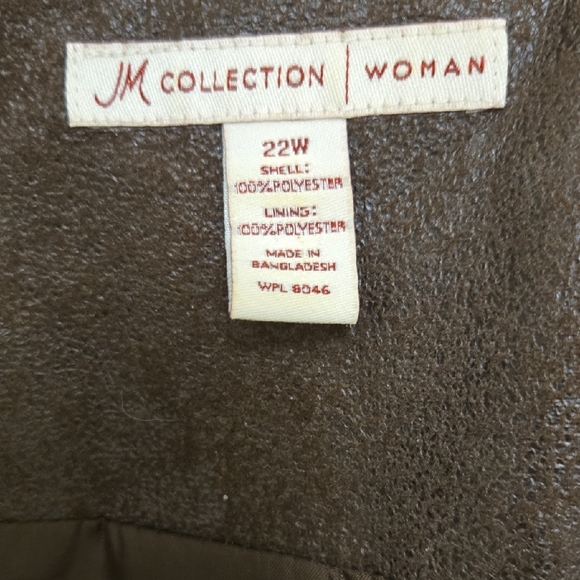 JM COLLECTION | WOMAN
22W
SHELL:
100%POLYESTER
LINING:
100%POLYESTER
MADE IN
BANGLADESH
WPL 8046